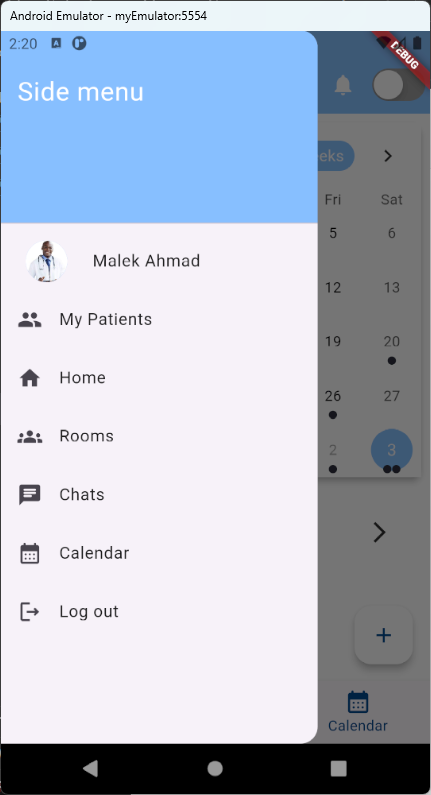 Android Emulator - myEmulator:5554
2:20 A
DEBUG
Side menu
eeks
Fri Sat
5 6
12 13
19 20
26 27
2 3
Malek Ahmad
My Patients
Home
Rooms
Chats
Calendar
Log out
Calendar